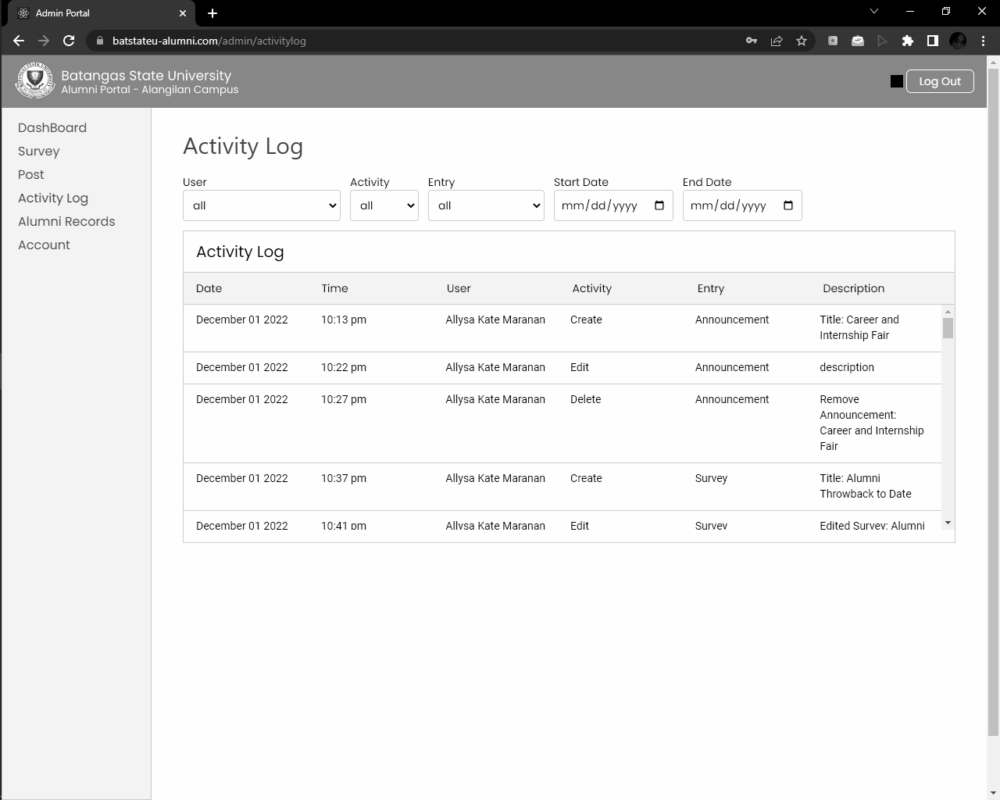 Admin Portal
batstateu-alumni.com/admin/activitylog
Batangas State University
Alumni Portal - Alangilan Campus
Log Out
DashBoard
Survey
Post
Activity Log
Alumni Records
Account
Activity Log
User Activity Entry Start Date End Date
all all all mm/dd/yyyy mm/dd/yyyy
Activity Log
Date Time User Activity Entry Description
December 01 2022 10:13 pm Allysa Kate Maranan Create Announcement Title: Career and
Internship Fair
December 01 2022 10:22 pm Allysa Kate Maranan Edit Announcement description
December 01 2022 10:27 pm Allysa Kate Maranan Delete Announcement Remove
Announcement:
Career and Internship
Fair
December 01 2022 10:37 pm Allysa Kate Maranan Create Survey Title: Alumni
Throwback to Date
December 01 2022 10:41 pm Allysa Kate Maranan Edit Survey Edited Survey: Alumni